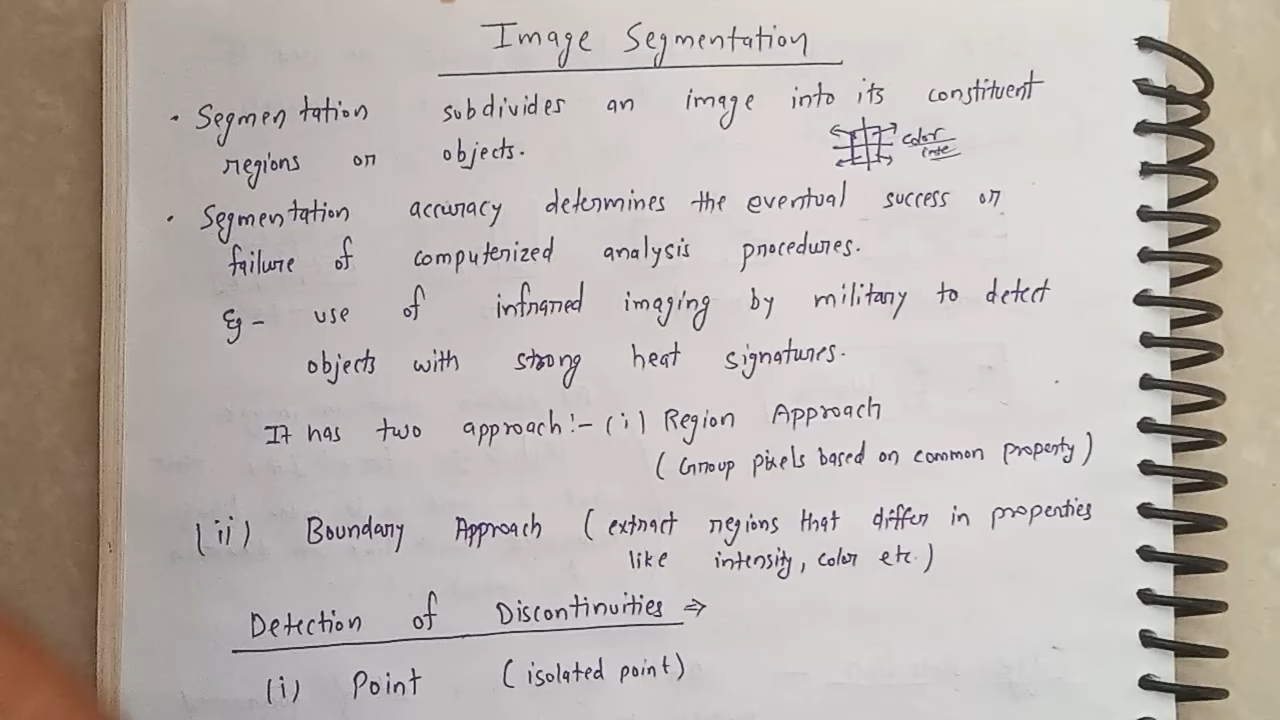 Image Segmentation
• Segmentation subdivides an image into its constituent
regions or objects.
color
inte
• Segmentation accuracy determines the eventual success or
failure of computerized analysis procedures.
Eg - use of infrared imaging by military to detect
objects with strong heat signatures.
It has two approach:- (i) Region Approach
(Group pixels based on common property)
(ii) Boundary Approach (extract regions that differ in properties
like intensity, color etc.)
Detection of Discontinuities ⇒
(i) Point (isolated point)